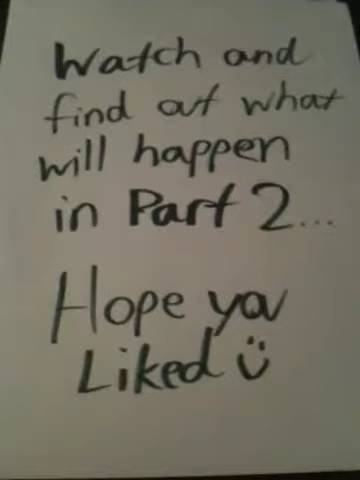 Watch and
find out what
will happen
in Part 2...
Hope you
Liked ☺